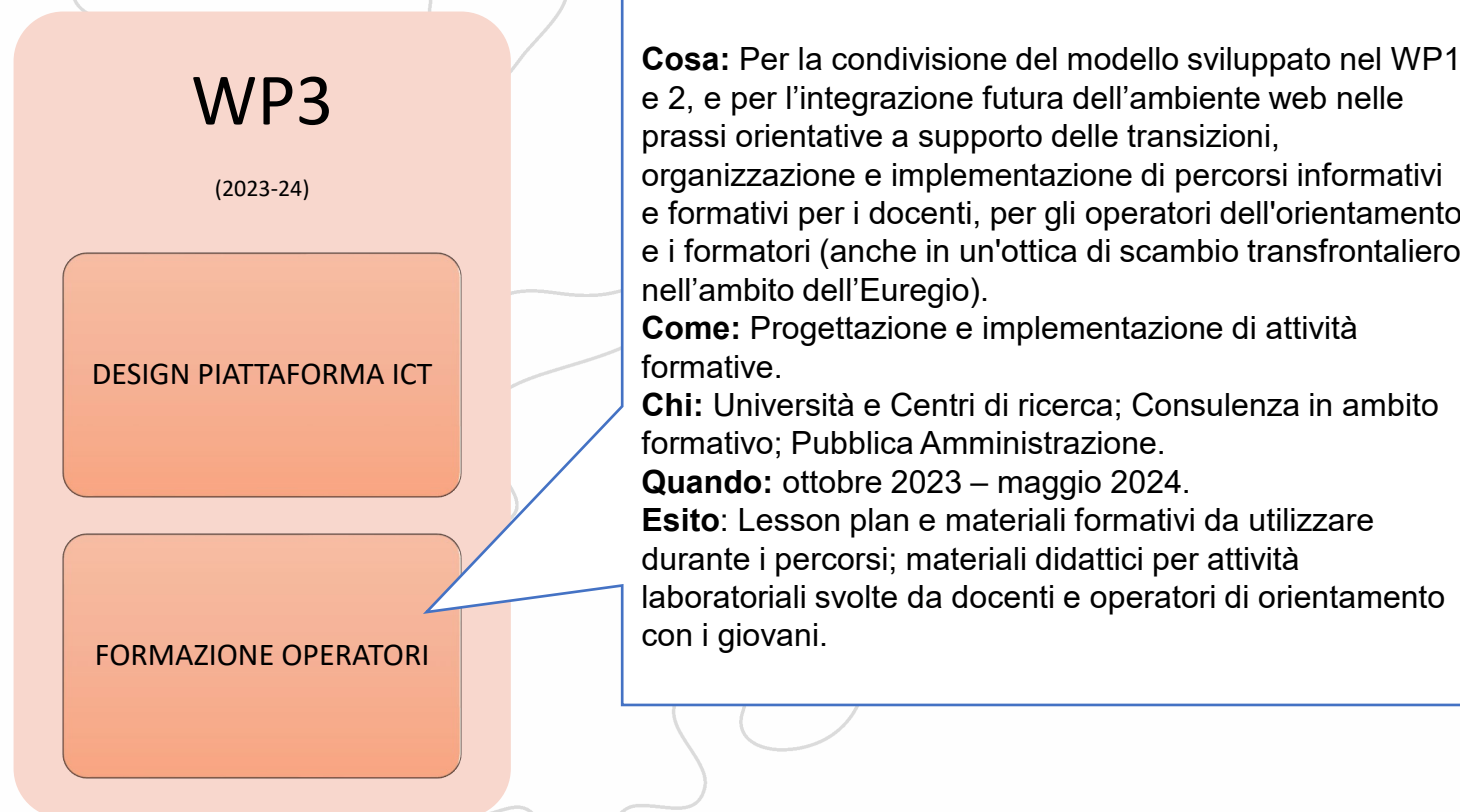 WP3
(2023-24)
DESIGN PIATTAFORMA ICT
FORMAZIONE OPERATORI
Cosa: Per la condivisione del modello sviluppato nel WP1
e 2, e per l’integrazione futura dell’ambiente web nelle
prassi orientative a supporto delle transizioni,
organizzazione e implementazione di percorsi informativi
e formativi per i docenti, per gli operatori dell'orientamento
e i formatori (anche in un'ottica di scambio transfrontaliero
nell’ambito dell’Euregio).
Come: Progettazione e implementazione di attività
formative.
Chi: Università e Centri di ricerca; Consulenza in ambito
formativo; Pubblica Amministrazione.
Quando: ottobre 2023 – maggio 2024.
Esito: Lesson plan e materiali formativi da utilizzare
durante i percorsi; materiali didattici per attività
laboratoriali svolte da docenti e operatori di orientamento
con i giovani.